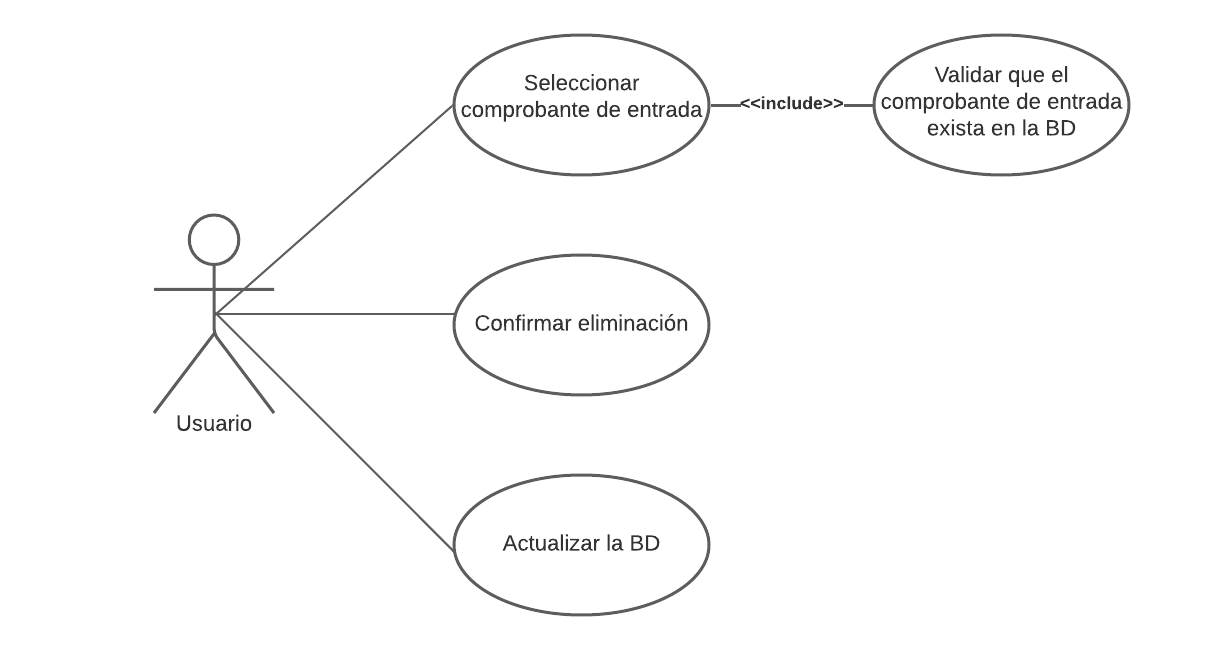 Seleccionar
comprobante de entrada
<<include>>
Validar que el
comprobante de entrada
exista en la BD
Confirmar eliminación
Usuario
Actualizar la BD